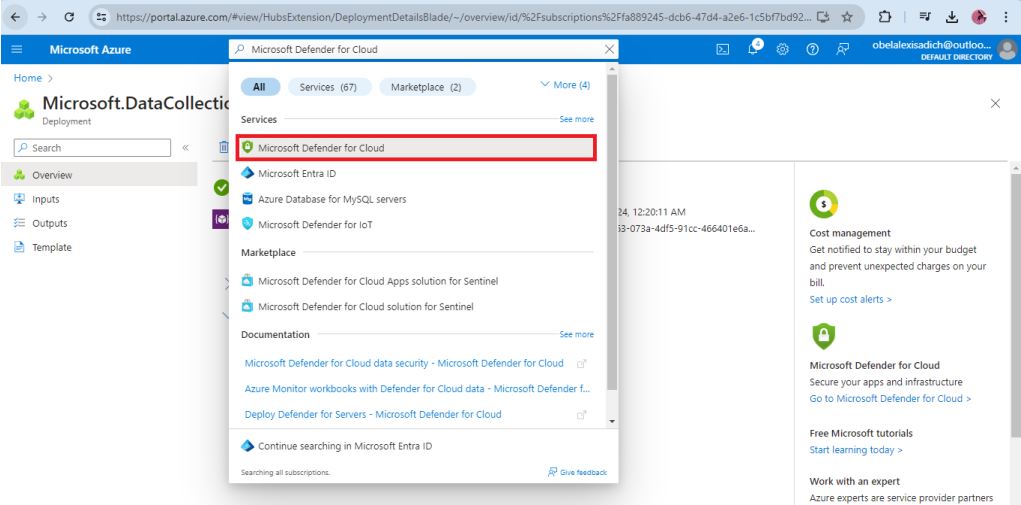 https://portal.azure.com/#view/HubsExtension/DeploymentDetailsBlade/~/overview/id/%2Fsubscriptions%2Ffa889245-dcb6-47d4-a2e6-1c5bf7bd92...
Microsoft Azure
Microsoft Defender for Cloud
4
obelalexisadich@outloo...
DEFAULT DIRECTORY
Home >
Microsoft.DataCollectio
Deployment
Search
Overview
Inputs
Outputs
Template
All
Services (67)
Marketplace (2)
More (4)
Services
See more
Microsoft Defender for Cloud
Microsoft Entra ID
Azure Database for MySQL servers
Microsoft Defender for IoT
Marketplace
Microsoft Defender for Cloud Apps solution for Sentinel
Microsoft Defender for Cloud solution for Sentinel
Documentation
See more
Microsoft Defender for Cloud data security - Microsoft Defender for Cloud
Azure Monitor workbooks with Defender for Cloud data - Microsoft Defender f...
Deploy Defender for Servers - Microsoft Defender for Cloud
Continue searching in Microsoft Entra ID
Searching all subscriptions.
Give feedback
24, 12:20:11 AM
53-073a-4df5-91cc-466401e6a...
Cost management
Get notified to stay within your budget
and prevent unexpected charges on your
bill.
Set up cost alerts >
Microsoft Defender for Cloud
Secure your apps and infrastructure
Go to Microsoft Defender for Cloud >
Free Microsoft tutorials
Start learning today >
Work with an expert
Azure experts are service provider partners